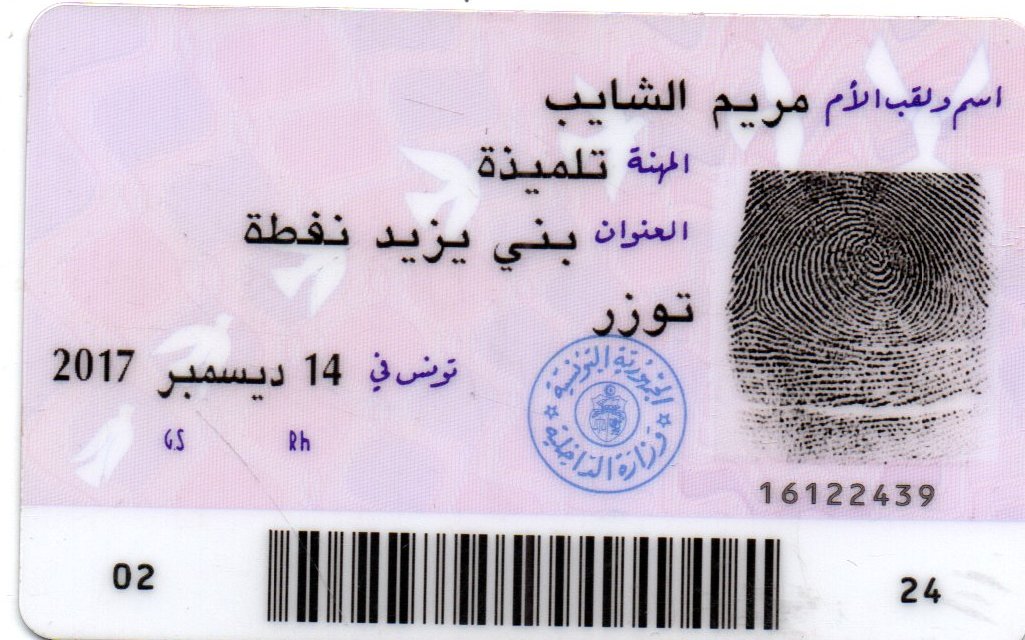 اسم ولقب الأم مريم الشايب
المهنة تلميذة
العنوان بني يزيد نفطة
توزر
تونس في 14 ديسمبر 2017
GS Rh
الجمهورية التونسية
وزارة الداخلية
16122439
02
24